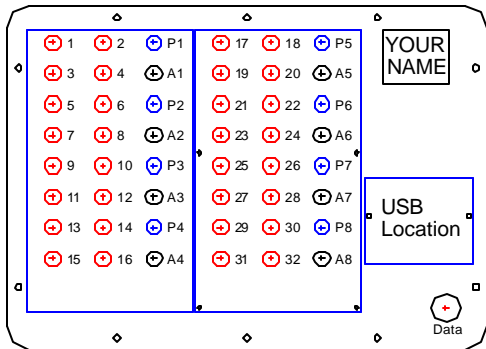 1 2 P1 17 18 P5
3 4 A1 19 20 A5
5 6 P2 21 22 P6
7 8 A2 23 24 A6
9 10 P3 25 26 P7
11 12 A3 27 28 A7
13 14 P4 29 30 P8
15 16 A4 31 32 A8
YOUR
NAME
USB
Location
Data